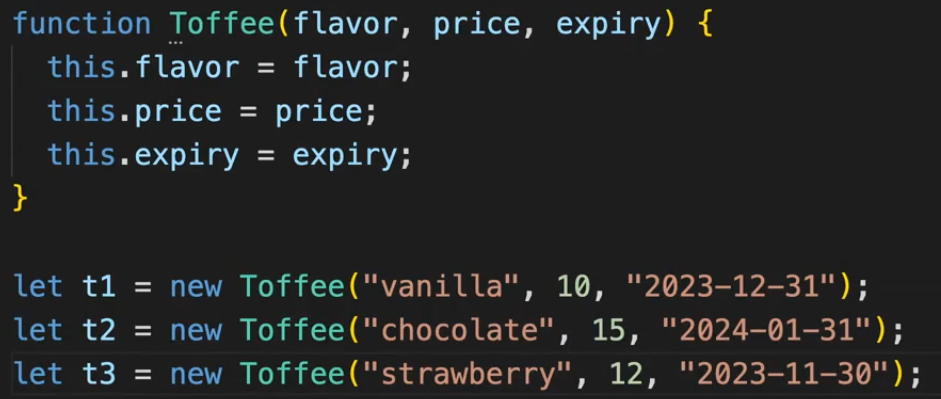 function Toffee(flavor, price, expiry) {
  this.flavor = flavor;
  this.price = price;
  this.expiry = expiry;
}

let t1 = new Toffee("vanilla", 10, "2023-12-31");
let t2 = new Toffee("chocolate", 15, "2024-01-31");
let t3 = new Toffee("strawberry", 12, "2023-11-30");